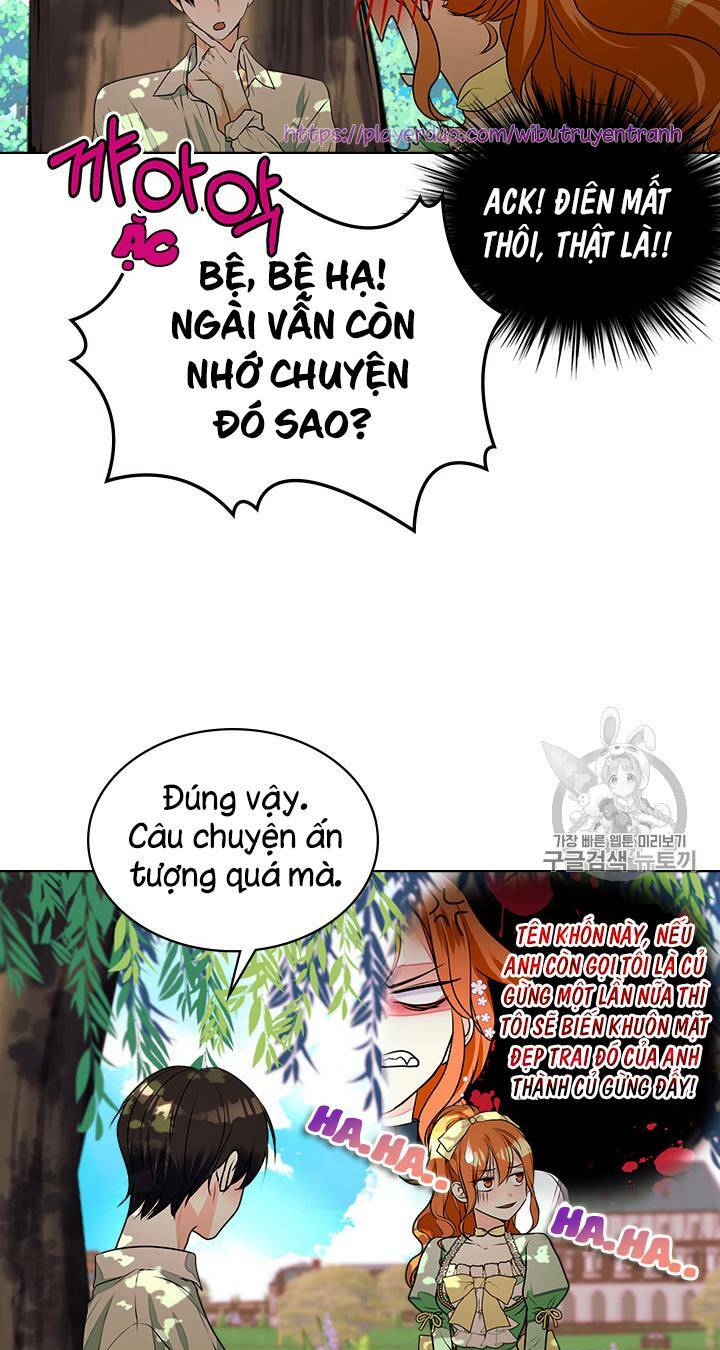 https://playerduo.com/wibutruyentranh
ACK! ĐIÊN MẤT
THÔI, THẬT LÀ!!
꺄아악
ẶC
BỆ, BỆ HẠ!
NGÀI VẪN CÒN
NHỚ CHUYỆN
ĐÓ SAO?
가장 빠른 웹툰 미리보기
구글검색 뉴토끼
Đúng vậy.
Câu chuyện ấn
tượng quá mà.
TÊN KHỐN NÀY, NẾU
ANH CÒN GỌI TÔI LÀ CỦ
GỪNG MỘT LẦN NỮA THÌ
TÔI SẼ BIẾN KHUÔN MẶT
ĐẸP TRAI ĐÓ CỦA ANH
THÀNH CỦ GỪNG ĐẤY!
HA.HA..
HA.HA..